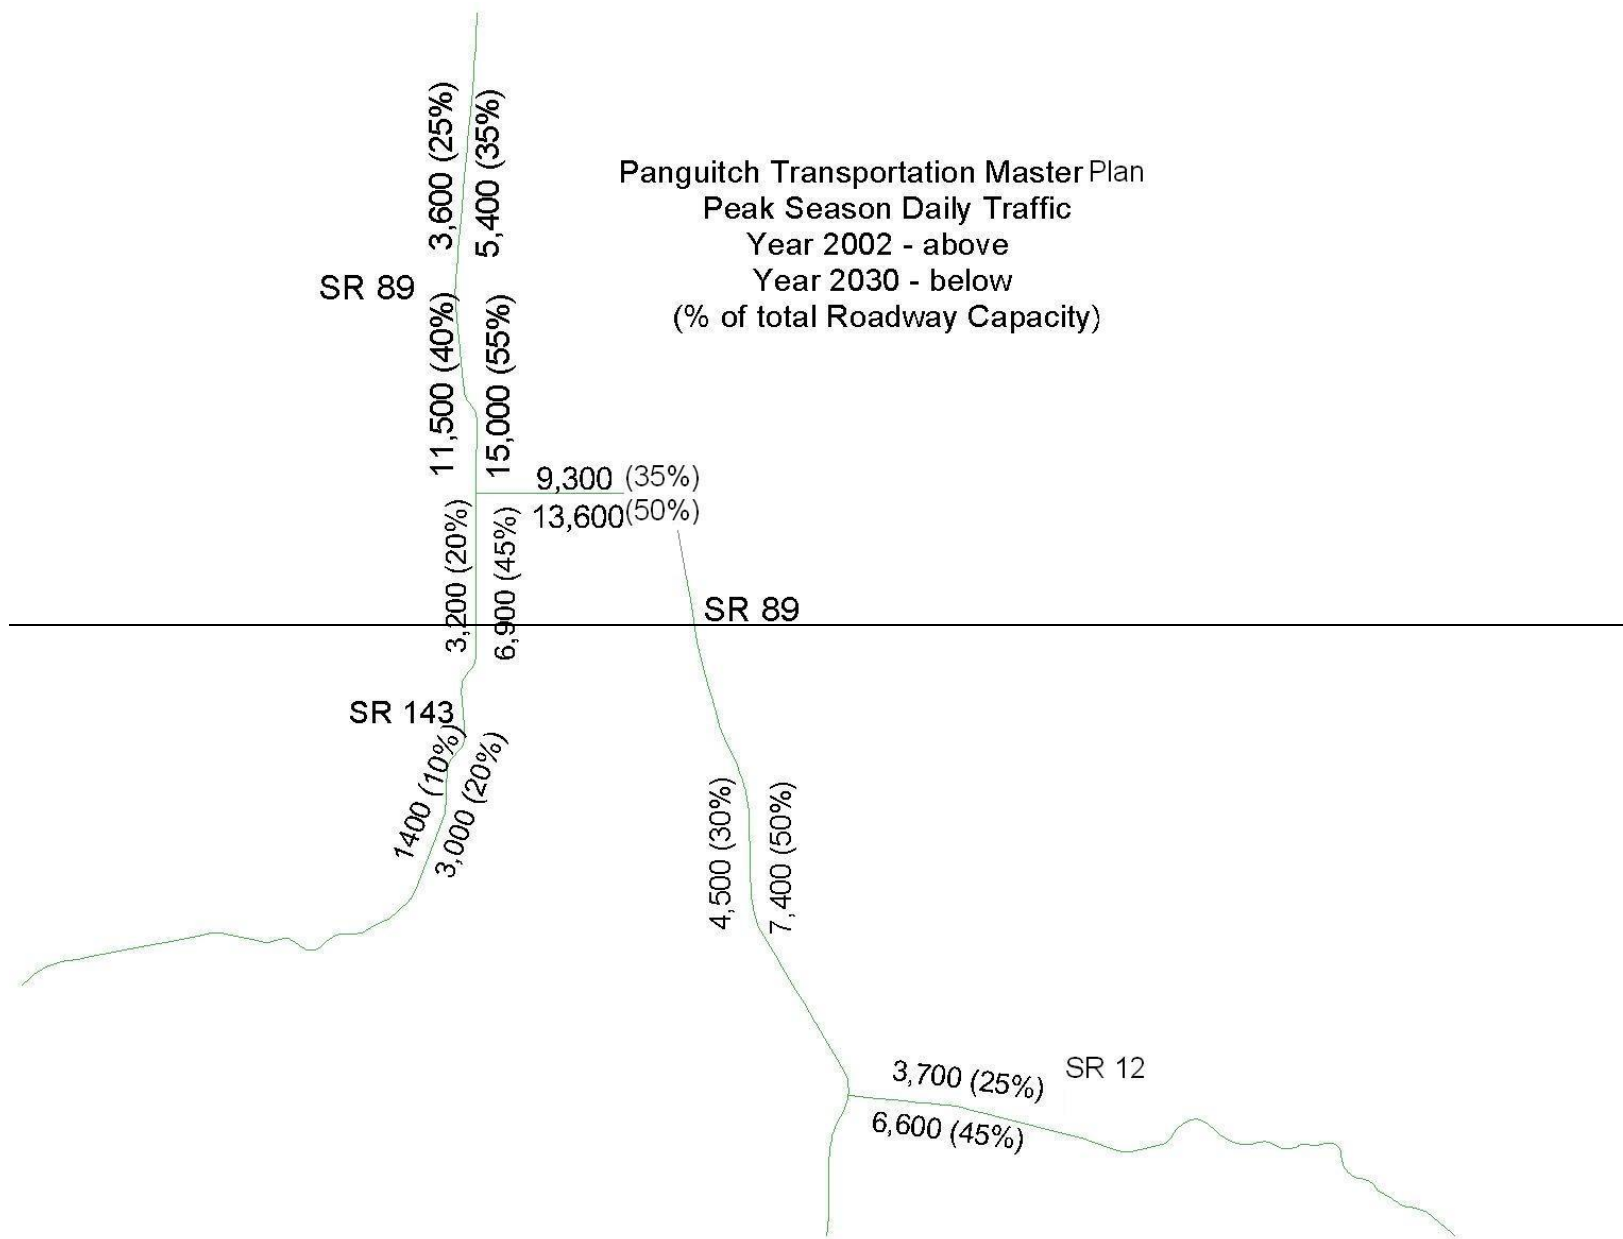 3,600 (25%)
5,400 (35%)
Panguitch Transportation Master Plan
Peak Season Daily Traffic
Year 2002 - above
Year 2030 - below
(% of total Roadway Capacity)
SR 89
11,500 (40%)
15,000 (55%)
9,300 (35%)
13,600 (50%)
3,200 (20%)
6,900 (45%)
SR 89
SR 143
1400 (10%)
3,000 (20%)
4,500 (30%)
7,400 (50%)
3,700 (25%)
SR 12
6,600 (45%)